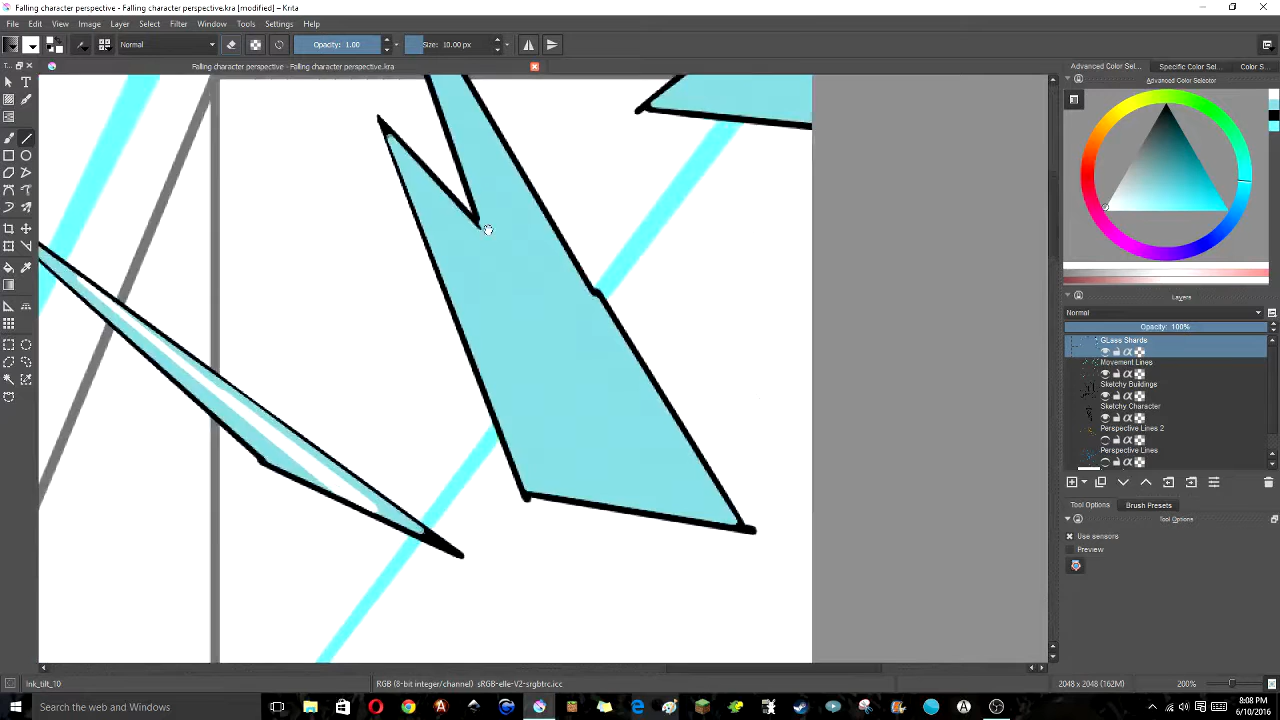 Falling character perspective - Falling character perspective.kra [modified] - Krita
File Edit View Image Layer Select Filter Window Tools Settings Help
Normal Opacity: 1.00 Size: 10.00 px
T... Falling character perspective - Falling character perspective.kra Advanced Color Sel... Specific Color Sel... Color S...
Advanced Color Selector
Layers
Normal
Opacity: 100%
GLass Shards
Movement Lines
Sketchy Buildings
Sketchy Character
Perspective Lines 2
Perspective Lines
Tool Options Brush Presets
Tool Options
Use sensors
Preview
Ink_tilt_10 RGB (8-bit integer/channel) sRGB-elle-V2-srgbtrc.icc 2048 x 2048 (162M) 200%
Search the web and Windows 8:08 PM
6/10/2016